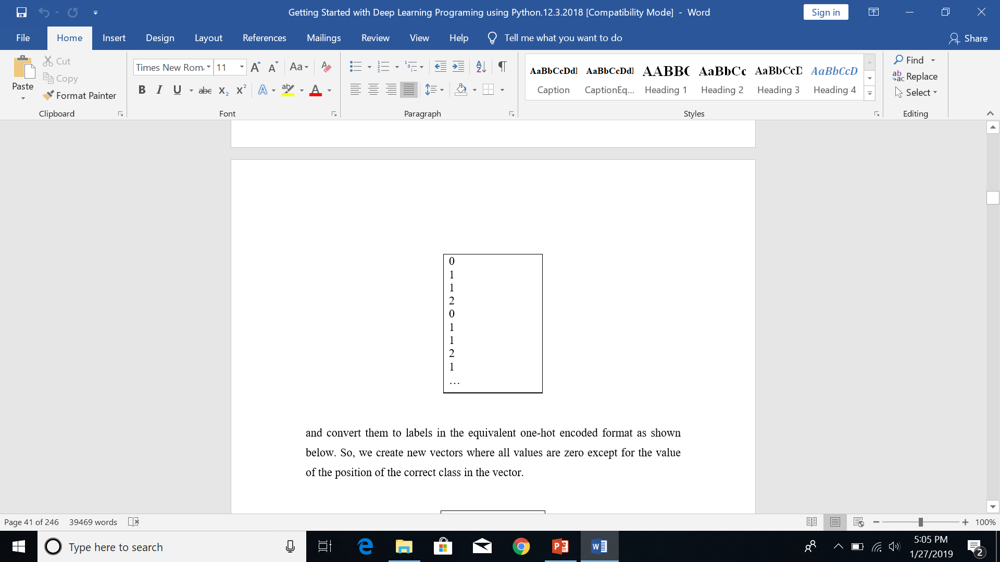 Getting Started with Deep Learning Programing using Python.12.3.2018 [Compatibility Mode] - Word
Sign in
File Home Insert Design Layout References Mailings Review View Help Tell me what you want to do
Share
Paste
Cut
Copy
Format Painter
Clipboard
Times New Rom 11
Aa
B I U abc X₂ X² A ab A
Font
Paragraph
AaBbCcDdI AaBbCcDdI AABBC AaBbCc AaBbCcD AaBbCcD
Caption CaptionEq... Heading 1 Heading 2 Heading 3 Heading 4
Styles
Find
Replace
Select
Editing
0
1
1
2
0
1
1
2
1
…
and convert them to labels in the equivalent one-hot encoded format as shown
below. So, we create new vectors where all values are zero except for the value
of the position of the correct class in the vector.
Page 41 of 246 39469 words
100%
Type here to search
5:05 PM
1/27/2019
2